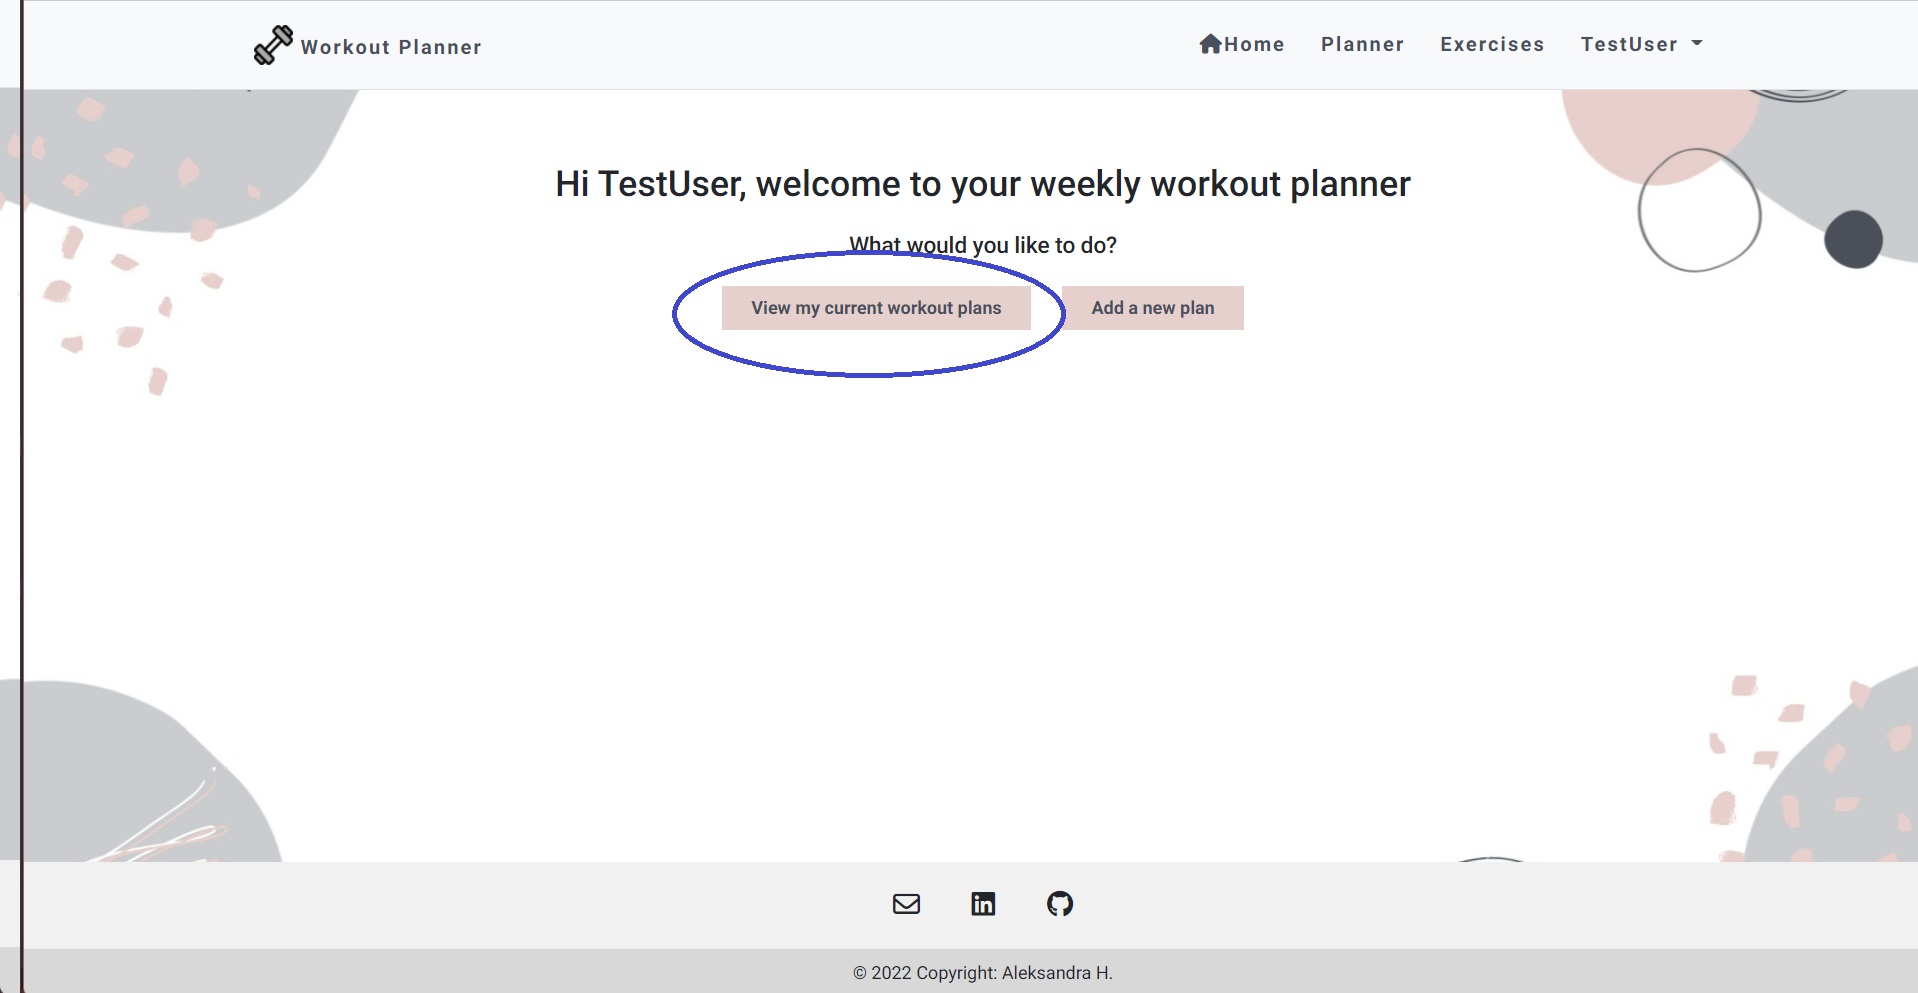 Workout Planner
Home Planner Exercises TestUser
Hi TestUser, welcome to your weekly workout planner
What would you like to do?
View my current workout plans Add a new plan
© 2022 Copyright: Aleksandra H.